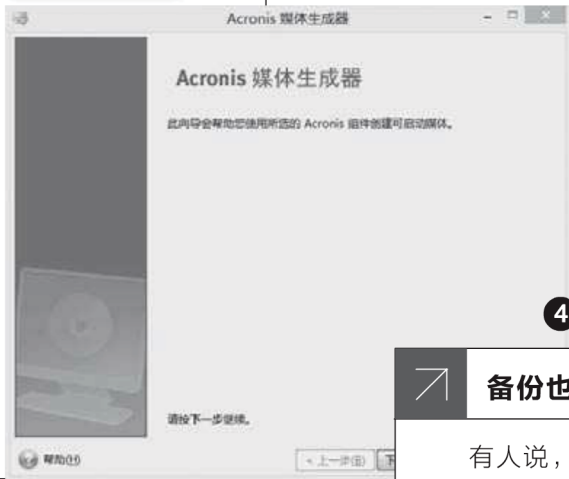 Acronis 媒体生成器
Acronis 媒体生成器
此向导会帮助您使用所选的 Acronis 组件创建可启动媒体。
请按下一步继续。
帮助(H)
< 上一步(B)
下
4
备份也
有人说，